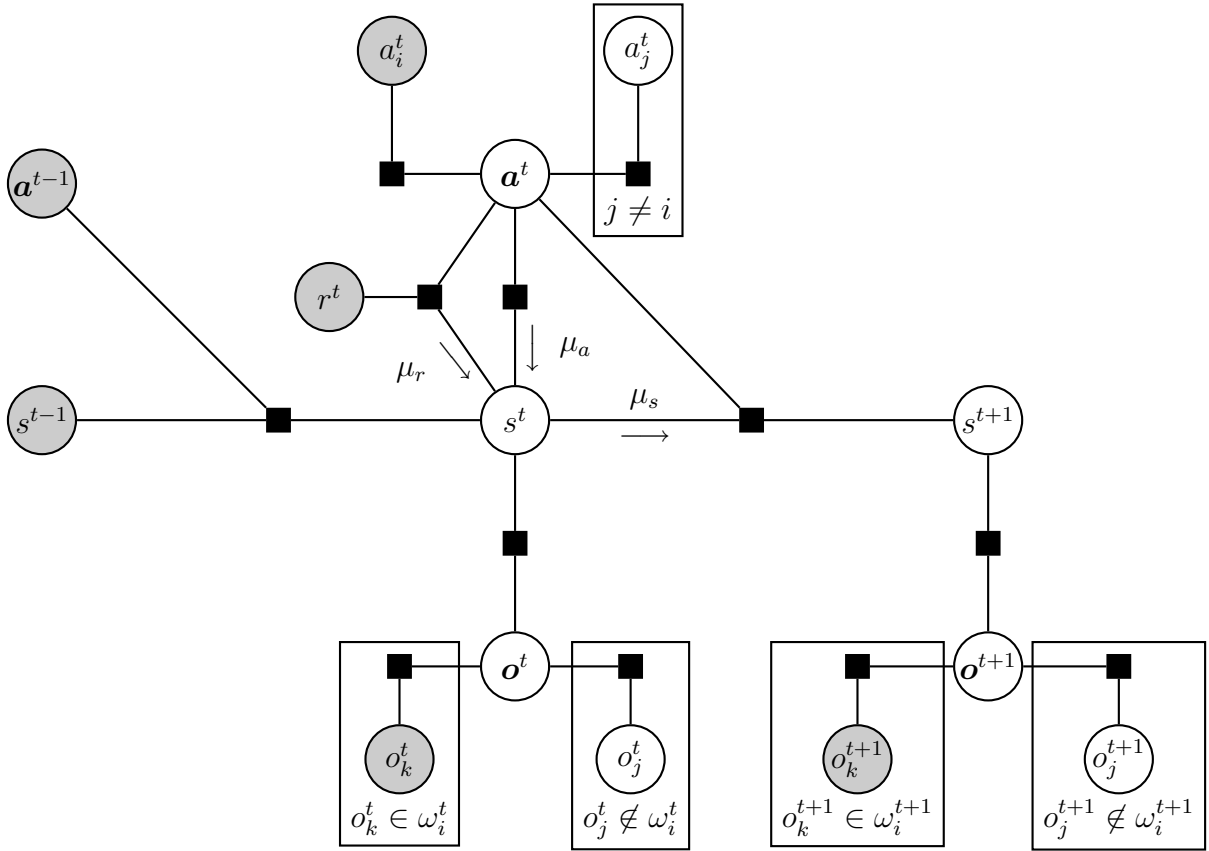 a_i^t
a_j^t
a^{t−1}
a^t
j ≠ i
r^t
μ_r
μ_a
s^{t−1}
s^t
μ_s
s^{t+1}
o^t
o^{t+1}
o_k^t
o_j^t
o_k^{t+1}
o_j^{t+1}
o_k^t ∈ ω_i^t
o_j^t ∉ ω_i^t
o_k^{t+1} ∈ ω_i^{t+1}
o_j^{t+1} ∉ ω_i^{t+1}